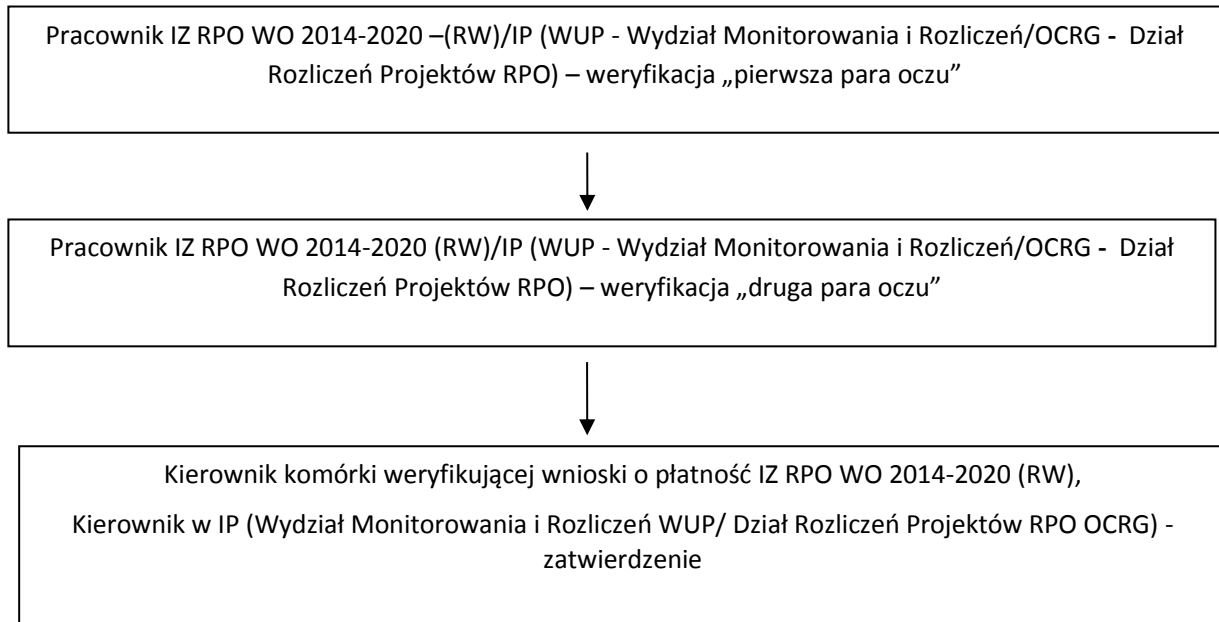 Pracownik IZ RPO WO 2014-2020 –(RW)/IP (WUP - Wydział Monitorowania i Rozliczeń/OCRG - Dział
Rozliczeń Projektów RPO) – weryfikacja „pierwsza para oczu”
Pracownik IZ RPO WO 2014-2020 (RW)/IP (WUP - Wydział Monitorowania i Rozliczeń/OCRG - Dział
Rozliczeń Projektów RPO) – weryfikacja „druga para oczu”
Kierownik komórki weryfikującej wnioski o płatność IZ RPO WO 2014-2020 (RW),
Kierownik w IP (Wydział Monitorowania i Rozliczeń WUP/ Dział Rozliczeń Projektów RPO OCRG) -
zatwierdzenie